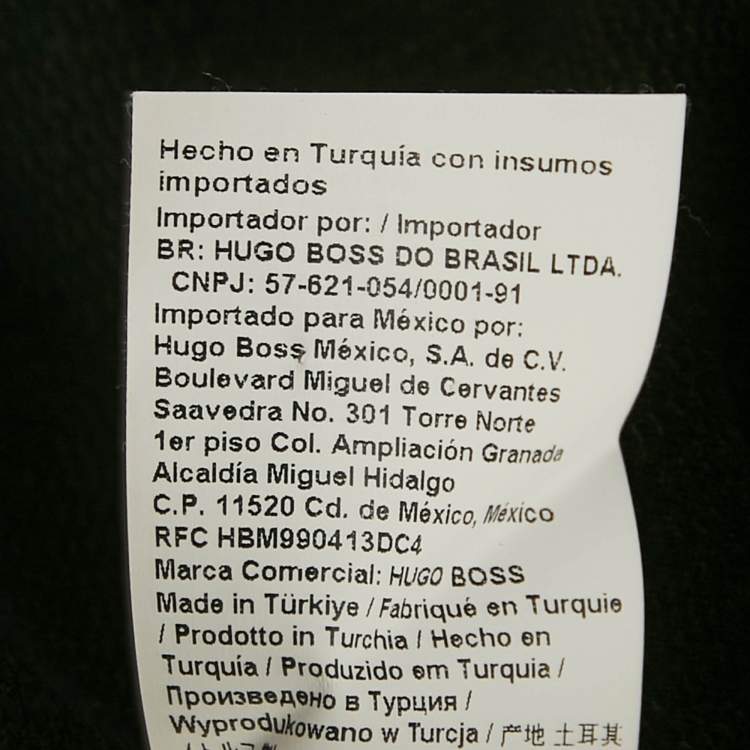 Hecho en Turquía con insumos
importados
Importador por: / Importador
BR: HUGO BOSS DO BRASIL LTDA.
CNPJ: 57-621-054/0001-91
Importado para México por:
Hugo Boss México, S.A. de C.V.
Boulevard Miguel de Cervantes
Saavedra No. 301 Torre Norte
1er piso Col. Ampliación Granada
Alcaldía Miguel Hidalgo
C.P. 11520 Cd. de México, México
RFC HBM990413DC4
Marca Comercial: HUGO BOSS
Made in Türkiye / Fabriqué en Turquie
/ Prodotto in Turchia / Hecho en
Turquía / Produzido em Turquia /
Произведено в Турция /
Wyprodukowano w Turcja / 产地 土耳其